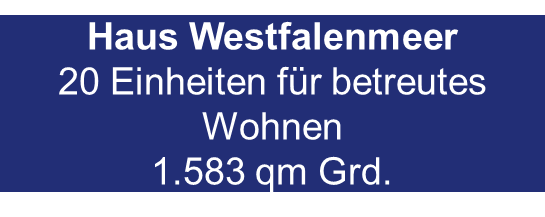 Haus Westfalenmeer
20 Einheiten für betreutes
Wohnen
1.583 qm Grd.